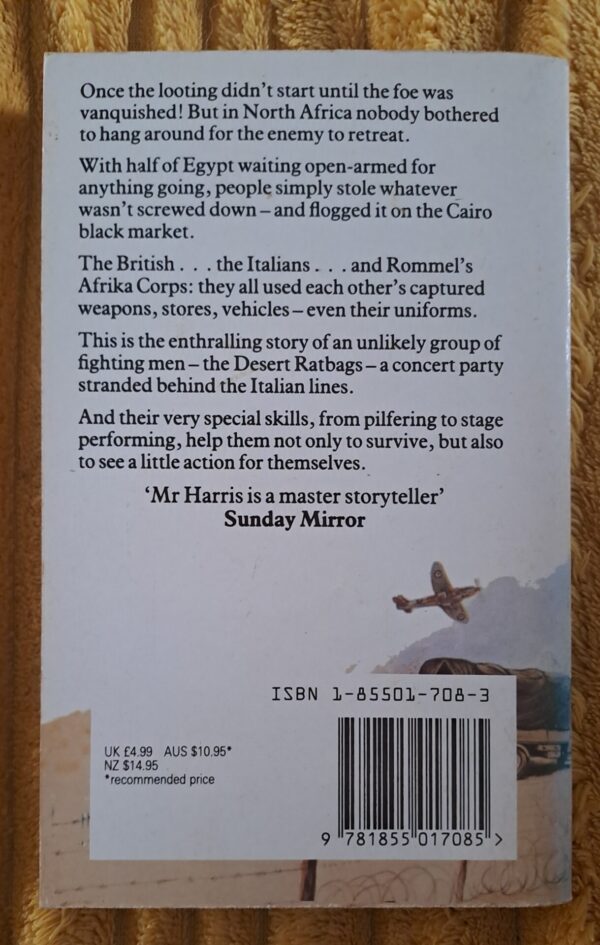 Once the looting didn't start until the foe was
vanquished! But in North Africa nobody bothered
to hang around for the enemy to retreat.
With half of Egypt waiting open-armed for
anything going, people simply stole whatever
wasn't screwed down – and flogged it on the Cairo
black market.
The British . . . the Italians . . . and Rommel's
Afrika Corps: they all used each other's captured
weapons, stores, vehicles – even their uniforms.
This is the enthralling story of an unlikely group of
fighting men – the Desert Ratbags – a concert party
stranded behind the Italian lines.
And their very special skills, from pilfering to stage
performing, help them not only to survive, but also
to see a little action for themselves.
'Mr Harris is a master storyteller'
Sunday Mirror
ISBN 1-85501-708-3
UK £4.99 AUS $10.95*
NZ $14.95
*recommended price
9 781855 017085 >